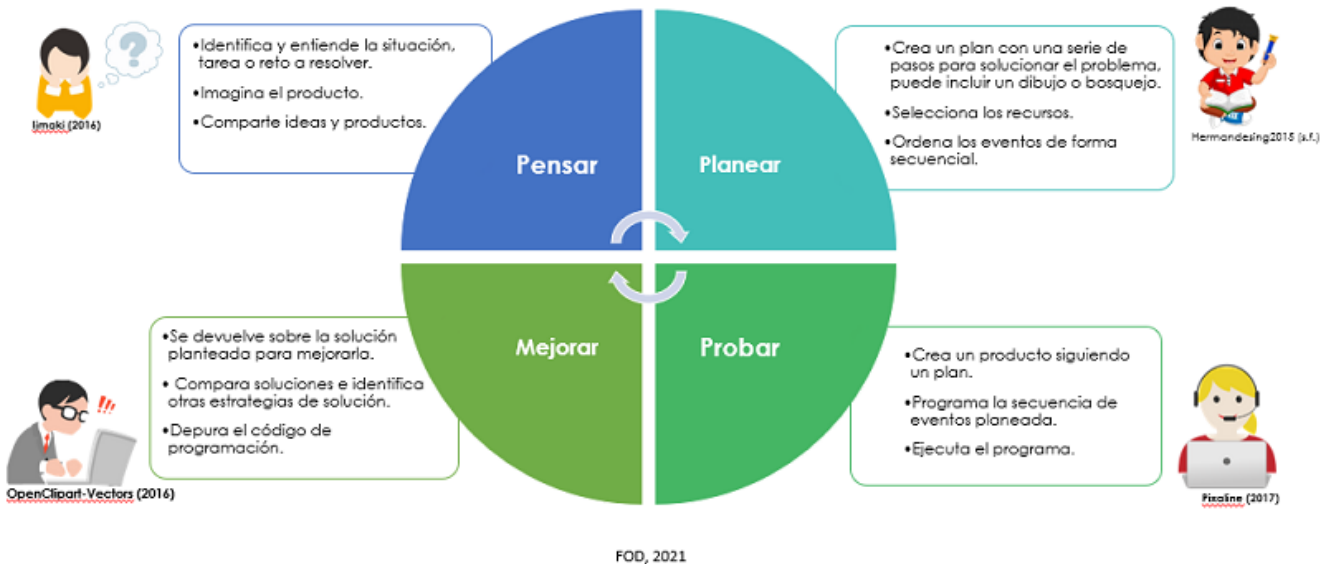 •Identifica y entiende la situación,
tarea o reto a resolver.
•Imagina el producto.
•Comparte ideas y productos.
Iimaki (2016)
Pensar
Planear
•Crea un plan con una serie de
pasos para solucionar el problema,
puede incluir un dibujo o bosquejo.
•Selecciona los recursos.
•Ordena los eventos de forma
secuencial.
Hermandesing2015 (s.f.)
•Se devuelve sobre la solución
planteada para mejorarla.
• Compara soluciones e identifica
otras estrategias de solución.
•Depura el código de
programación.
OpenClipart-Vectors (2016)
Mejorar
Probar
•Crea un producto siguiendo
un plan.
•Programa la secuencia de
eventos planeada.
•Ejecuta el programa.
Pixaline (2017)
FOD, 2021